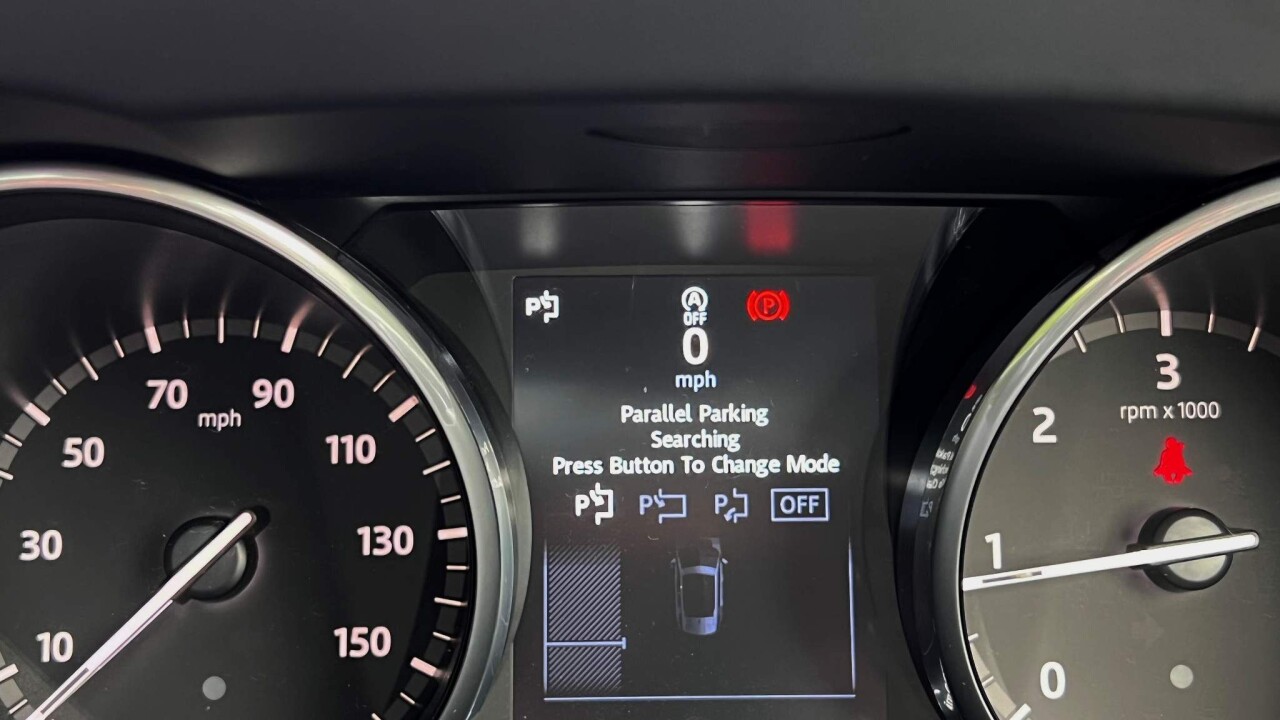 P
A
OFF
P
0
mph
Parallel Parking
Searching
Press Button To Change Mode
P P P OFF
70 90
mph
50 110
30 130
10 150
3
rpm x 1000
2
1
0